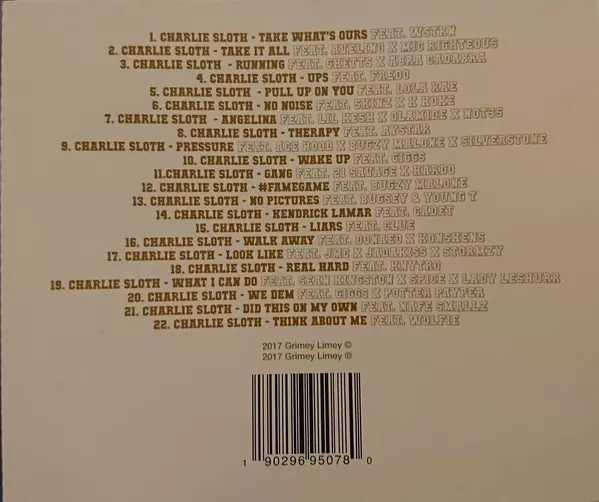 1. CHARLIE SLOTH - TAKE WHAT'S OURS FEAT. WSTRN
2. CHARLIE SLOTH - TAKE IT ALL FEAT. AVELINO X MIC RIGHTEOUS
3. CHARLIE SLOTH - RUNNING FEAT. GHETTS X ABRA CADABRA
4. CHARLIE SLOTH - UPS FEAT. FREDO
5. CHARLIE SLOTH - PULL UP ON YOU FEAT. LOLA RAE
6. CHARLIE SLOTH - NO NOISE FEAT. SKINZ X K KOKE
7. CHARLIE SLOTH - ANGELINA FEAT. LIL KESH X OLAMIDE X NOT3S
8. CHARLIE SLOTH - THERAPY FEAT. AYSTAR
9. CHARLIE SLOTH - PRESSURE FEAT. ACE HOOD X BUGZY MALONE X SILVERSTONE
10. CHARLIE SLOTH - WAKE UP FEAT. GIGGS
11.CHARLIE SLOTH - GANG FEAT. 21 SAVAGE X HARDO
12. CHARLIE SLOTH - #FAMEGAME FEAT. BUGZY MALONE
13. CHARLIE SLOTH - NO PICTURES FEAT. BUGSEY & YOUNG T
14. CHARLIE SLOTH - KENDRICK LAMAR FEAT. CADET
15. CHARLIE SLOTH - LIARS FEAT. CLUE
16. CHARLIE SLOTH - WALK AWAY FEAT. DONAEO X KONSHENS
17. CHARLIE SLOTH - LOOK LIKE FEAT. JME X JADAKISS X STORMZY
18. CHARLIE SLOTH - REAL HARD FEAT. KNYTRO
19. CHARLIE SLOTH - WHAT I CAN DO FEAT. SEAN KINGSTON X SPICE X LADY LESHURR
20. CHARLIE SLOTH - WE DEM FEAT. GIGGS X POTTER PAYPER
21. CHARLIE SLOTH - DID THIS ON MY OWN FEAT. NAFE SMALLZ
22. CHARLIE SLOTH - THINK ABOUT ME FEAT. WOLFIE
2017 Grimey Limey ©
2017 Grimey Limey ℗
1 90296 95078 0